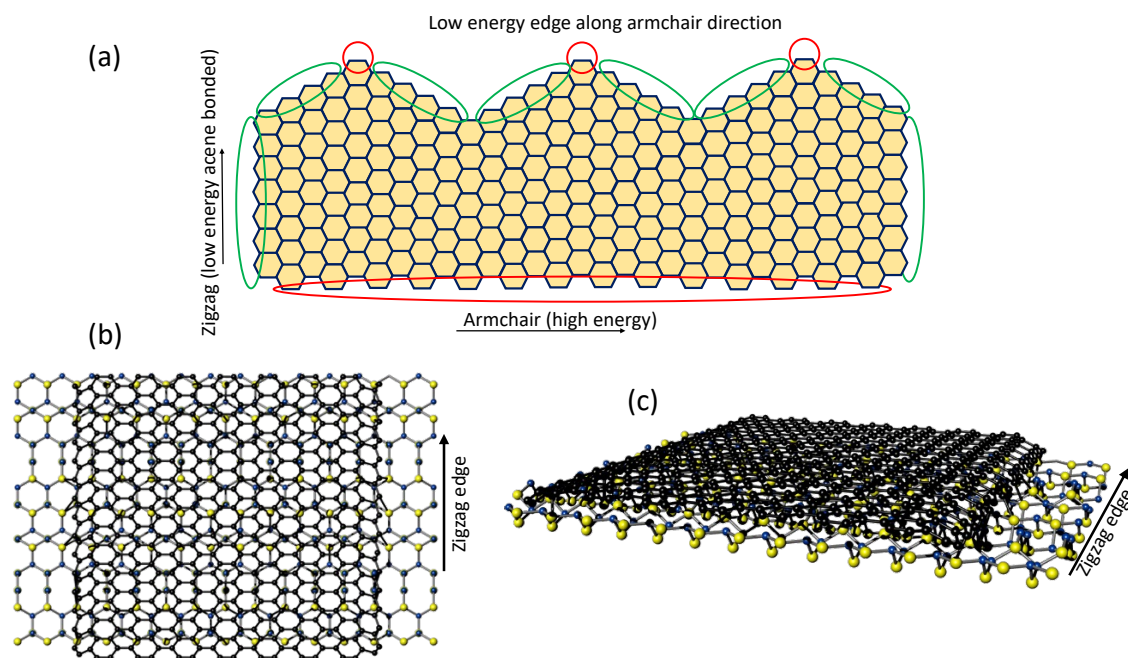 Low energy edge along armchair direction
(a)
Zigzag (low energy acene bonded)
Armchair (high energy)
(b)
Zigzag edge
(c)
Zigzag edge